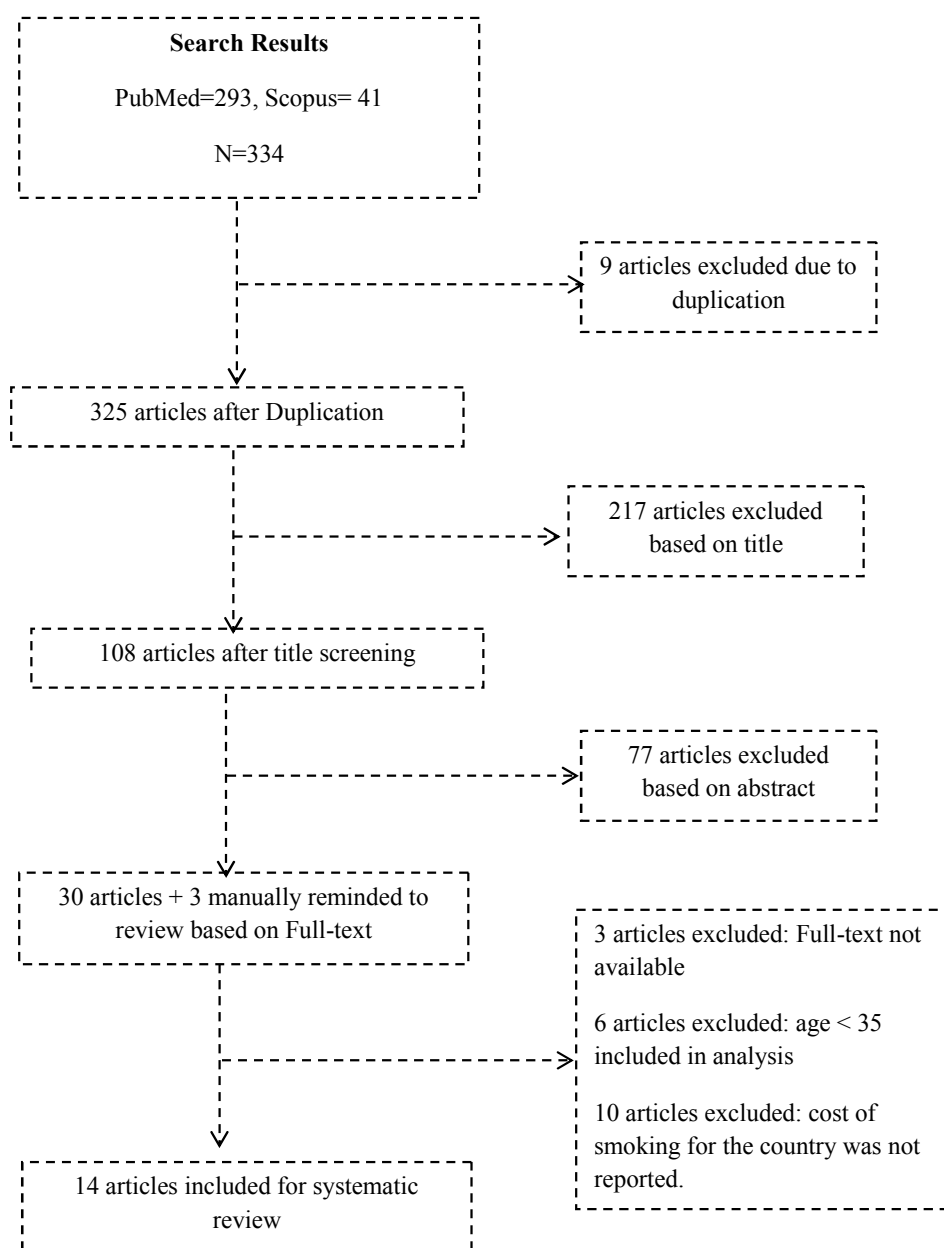 Search Results
PubMed=293, Scopus= 41
N=334
9 articles excluded due to
duplication
325 articles after Duplication
217 articles excluded
based on title
108 articles after title screening
77 articles excluded
based on abstract
30 articles + 3 manually reminded to
review based on Full-text
3 articles excluded: Full-text not
available
6 articles excluded: age < 35
included in analysis
10 articles excluded: cost of
smoking for the country was not
reported.
14 articles included for systematic
review